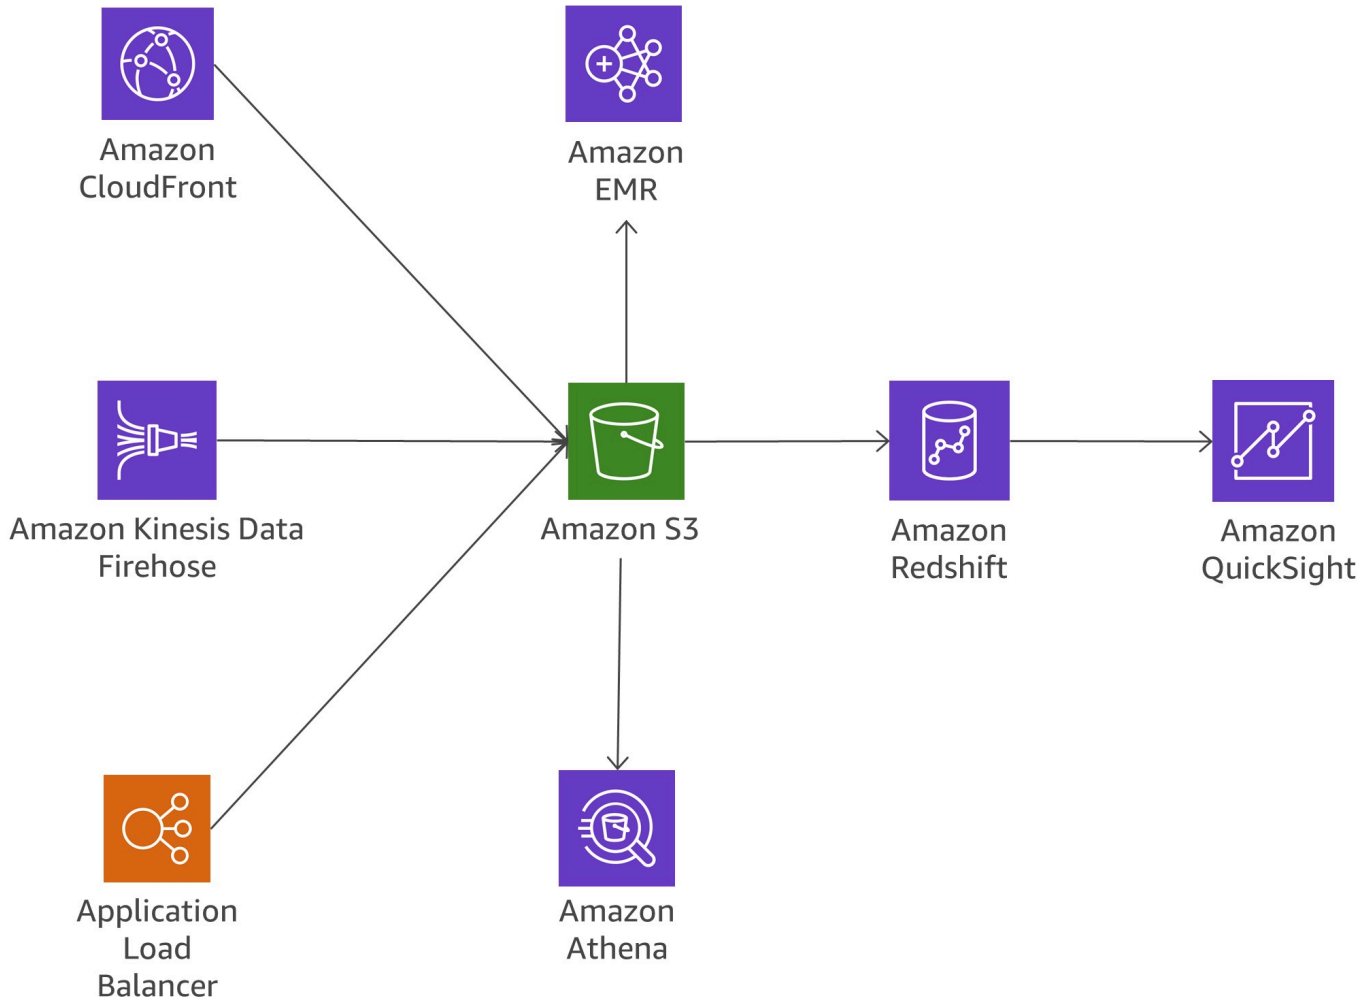 Amazon
CloudFront
Amazon
EMR
Amazon Kinesis Data
Firehose
Amazon S3
Amazon
Redshift
Amazon
QuickSight
Application
Load
Balancer
Amazon
Athena